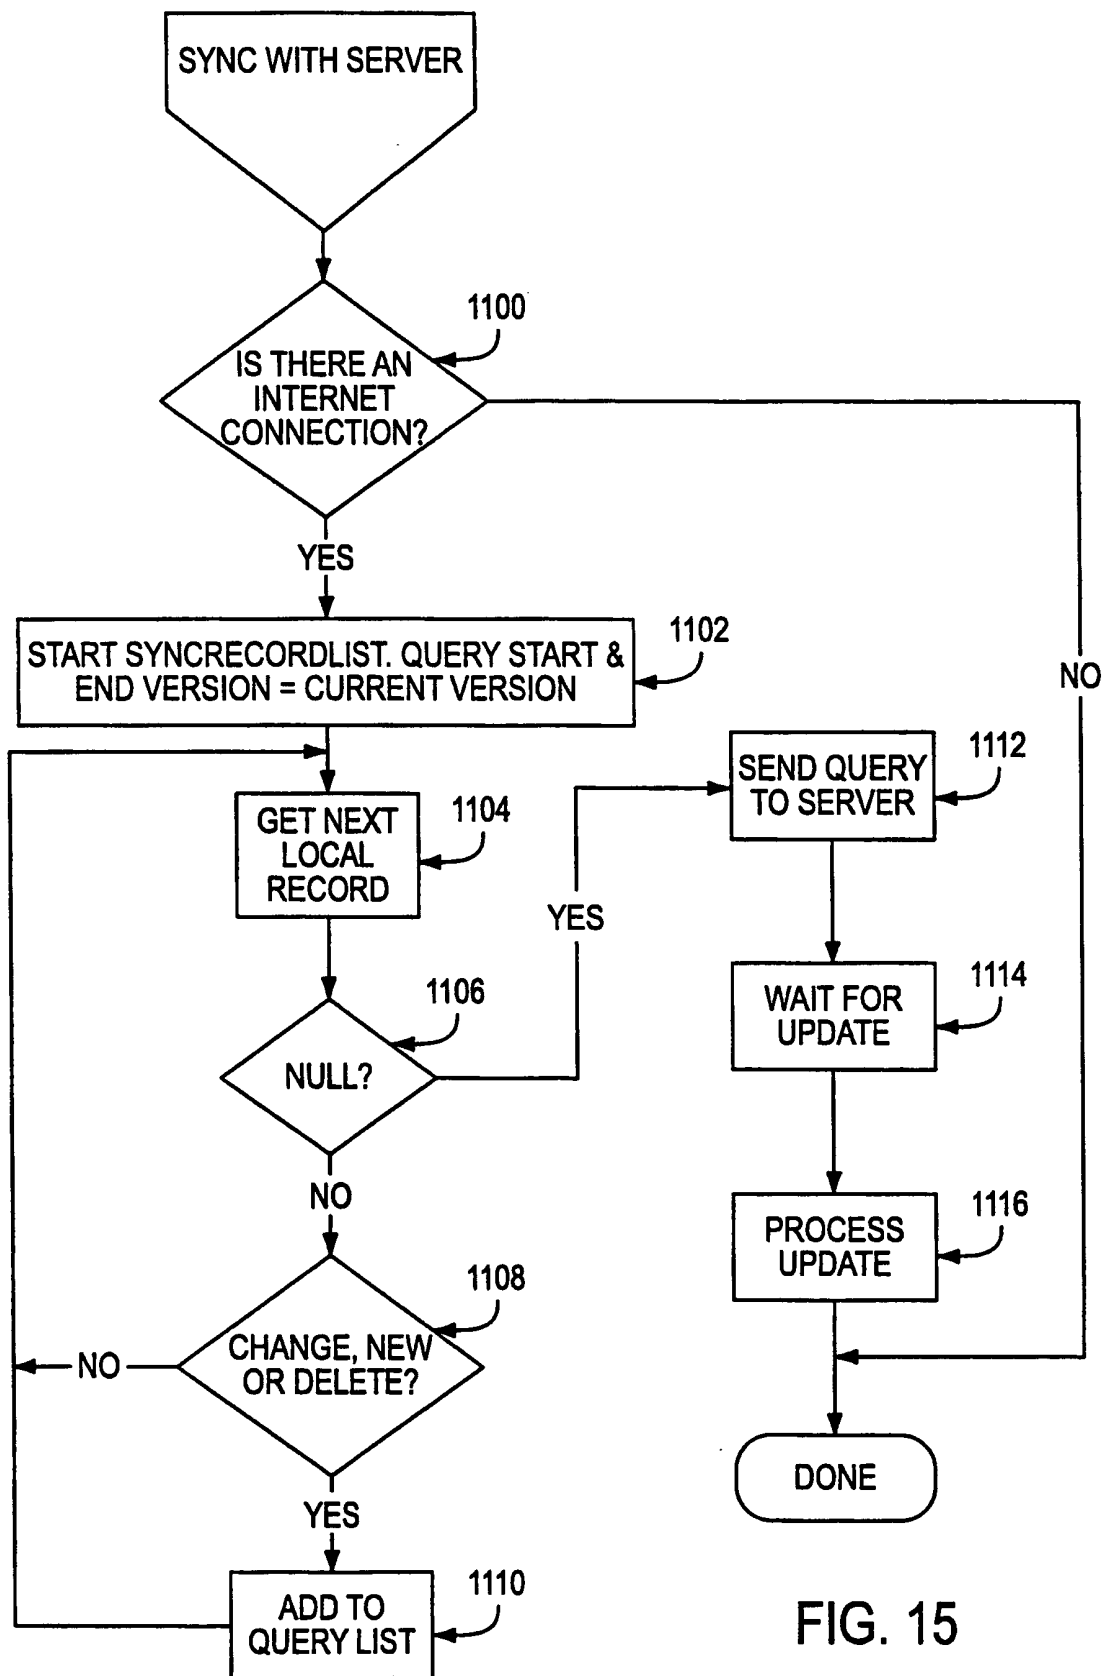 SYNC WITH SERVER
1100
IS THERE AN
INTERNET
CONNECTION?
YES
NO
START SYNCRECORDLIST. QUERY START &
END VERSION = CURRENT VERSION
1102
GET NEXT
LOCAL
RECORD
1104
1106
NULL?
YES
NO
1108
CHANGE, NEW
OR DELETE?
NO
YES
ADD TO
QUERY LIST
1110
SEND QUERY
TO SERVER
1112
WAIT FOR
UPDATE
1114
PROCESS
UPDATE
1116
DONE
FIG. 15